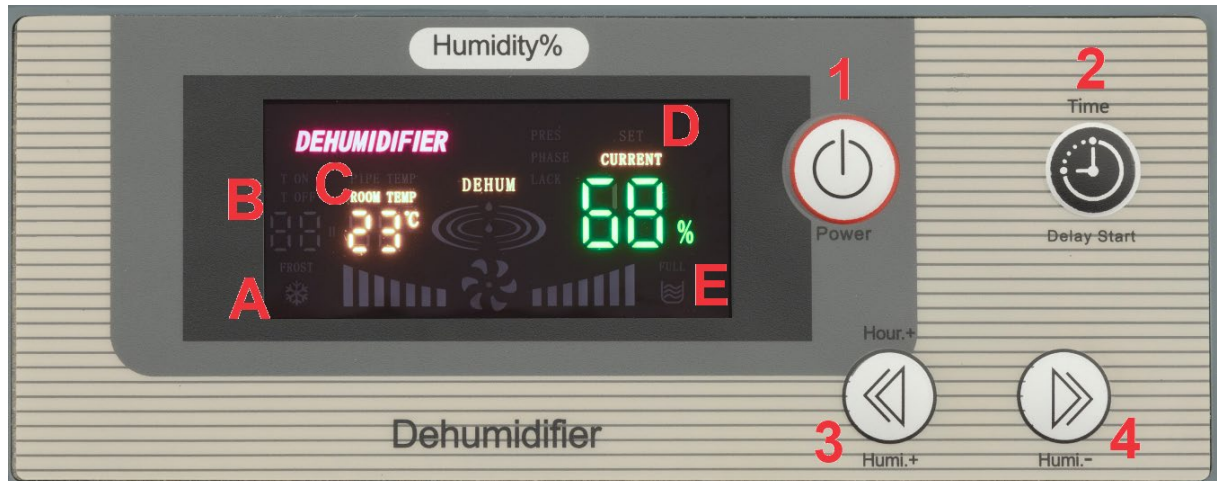 Humidity%
1
2
Time
DEHUMIDIFIER
PRES
SET
D
PHASE
CURRENT
T ON
C
PIPE TEMP
DEHUM
LACK
B
T OFF
ROOM TEMP
88 H
23°C
68%
Power
Delay Start
FROST
FULL
A
E
Hour.+
Dehumidifier
3
4
Humi.+
Humi.-